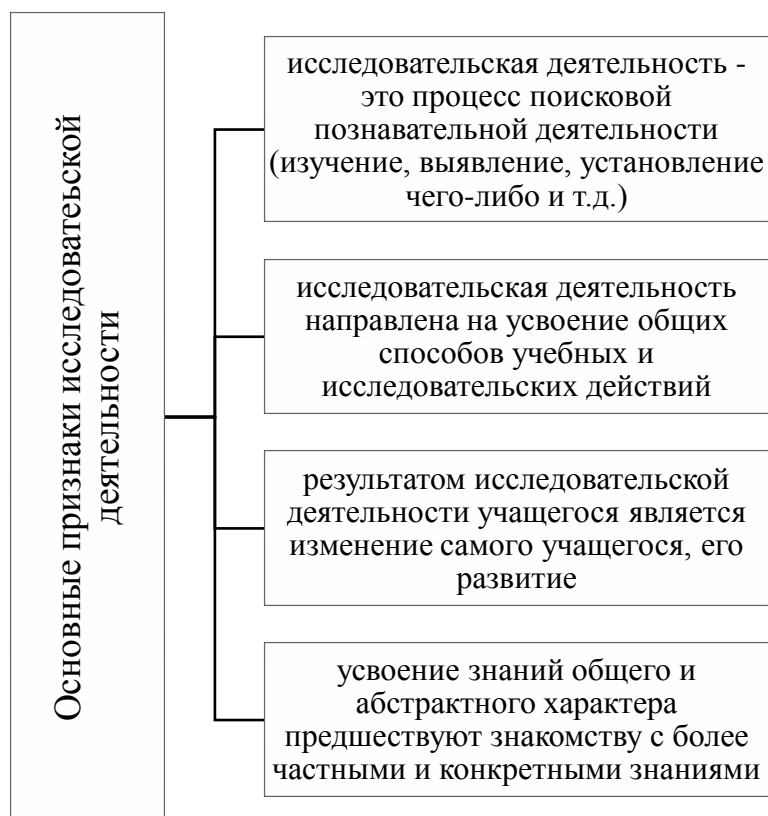 Основные признаки исследоватеьской
деятельности
исследовательская деятельность -
это процесс поисковой
познавательной деятельности
(изучение, выявление, установление
чего-либо и т.д.)
исследовательская деятельность
направлена на усвоение общих
способов учебных и
исследовательских действий
результатом исследовательской
деятельности учащегося является
изменение самого учащегося, его
развитие
усвоение знаний общего и
абстрактного характера
предшествуют знакомству с более
частными и конкретными знаниями